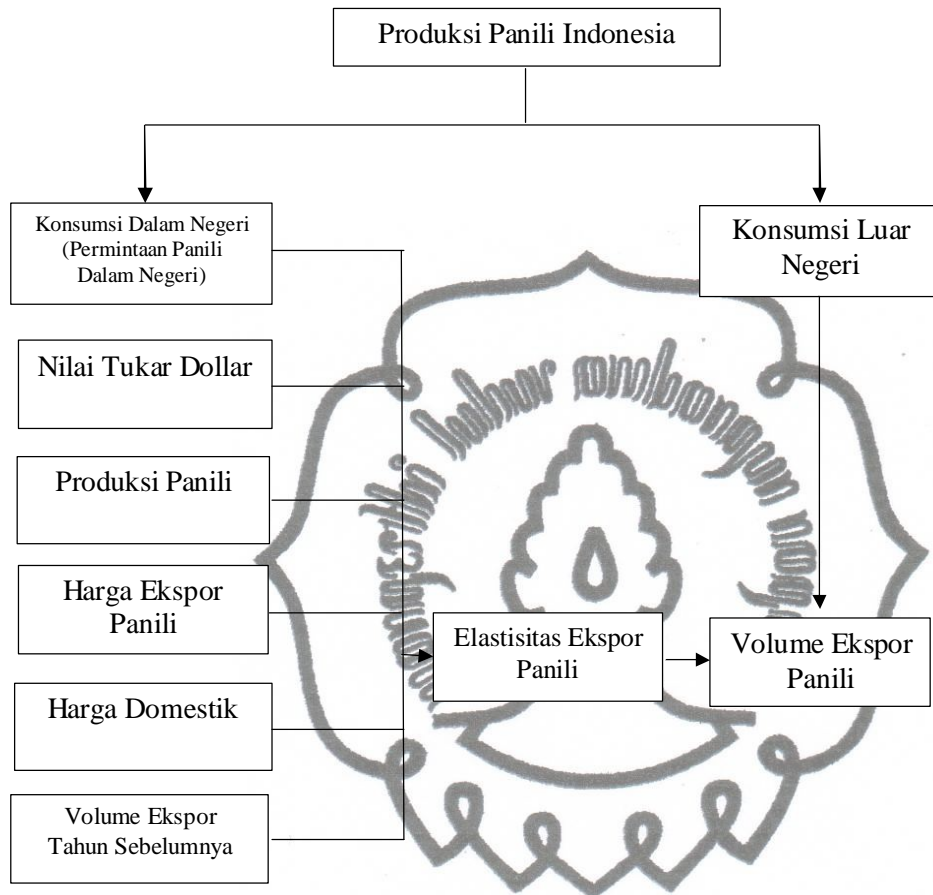 Produksi Panili Indonesia
Konsumsi Dalam Negeri
(Permintaan Panili
Dalam Negeri)
Konsumsi Luar
Negeri
Nilai Tukar Dollar
Produksi Panili
Harga Ekspor
Panili
Elastisitas Ekspor
Panili
Volume Ekspor
Panili
Harga Domestik
Volume Ekspor
Tahun Sebelumnya